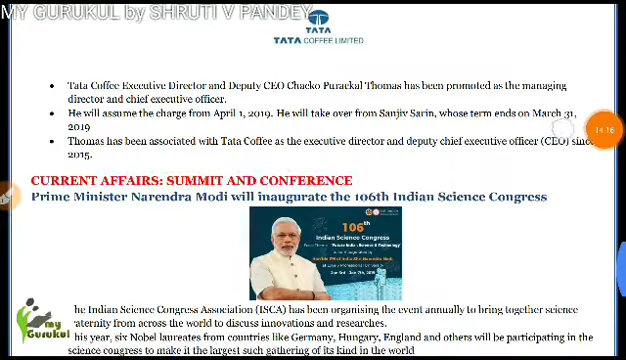 MY GURUKUL by SHRUTI V PANDEY
TATA
TATA COFFEE LIMITED
• Tata Coffee Executive Director and Deputy CEO Chacko Purackal Thomas has been promoted as the managing
director and chief executive officer.
• He will assume the charge from April 1, 2019. He will take over from Sanjiv Sarin, whose term ends on March 31,
2019
14:16
• Thomas has been associated with Tata Coffee as the executive director and deputy chief executive officer (CEO) since
2015.
CURRENT AFFAIRS: SUMMIT AND CONFERENCE
Prime Minister Narendra Modi will inaugurate the 106th Indian Science Congress
106th
Indian Science Congress
Future India: Science & Technology
he Indian Science Congress Association (ISCA) has been organising the event annually to bring together science
aternity from across the world to discuss innovations and researches.
my
Gurukul
his year, six Nobel laureates from countries like Germany, Hungary, England and others will be participating in the
science congress to make it the largest such gathering of its kind in the world